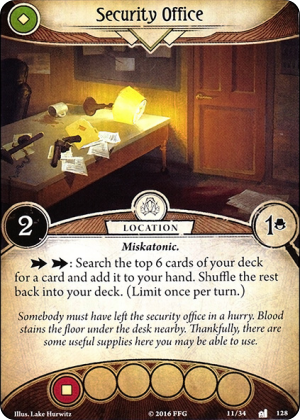 Security Office
LOCATION
2
1
Miskatonic.
: Search the top 6 cards of your deck
for a card and add it to your hand. Shuffle the rest
back into your deck. (Limit once per turn.)
Somebody must have left the security office in a hurry. Blood
stains the floor under the desk nearby. Thankfully, there are
some useful supplies here you may be able to use.
Illus. Lake Hurwitz
© 2016 FFG
11/34
128